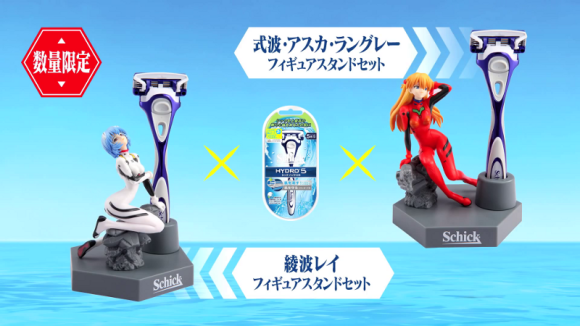 数量限定
式波・アスカ・ラングレー
フィギュアスタンドセット
HYDRO 5
Schick
Schick
綾波レイ
フィギュアスタンドセット